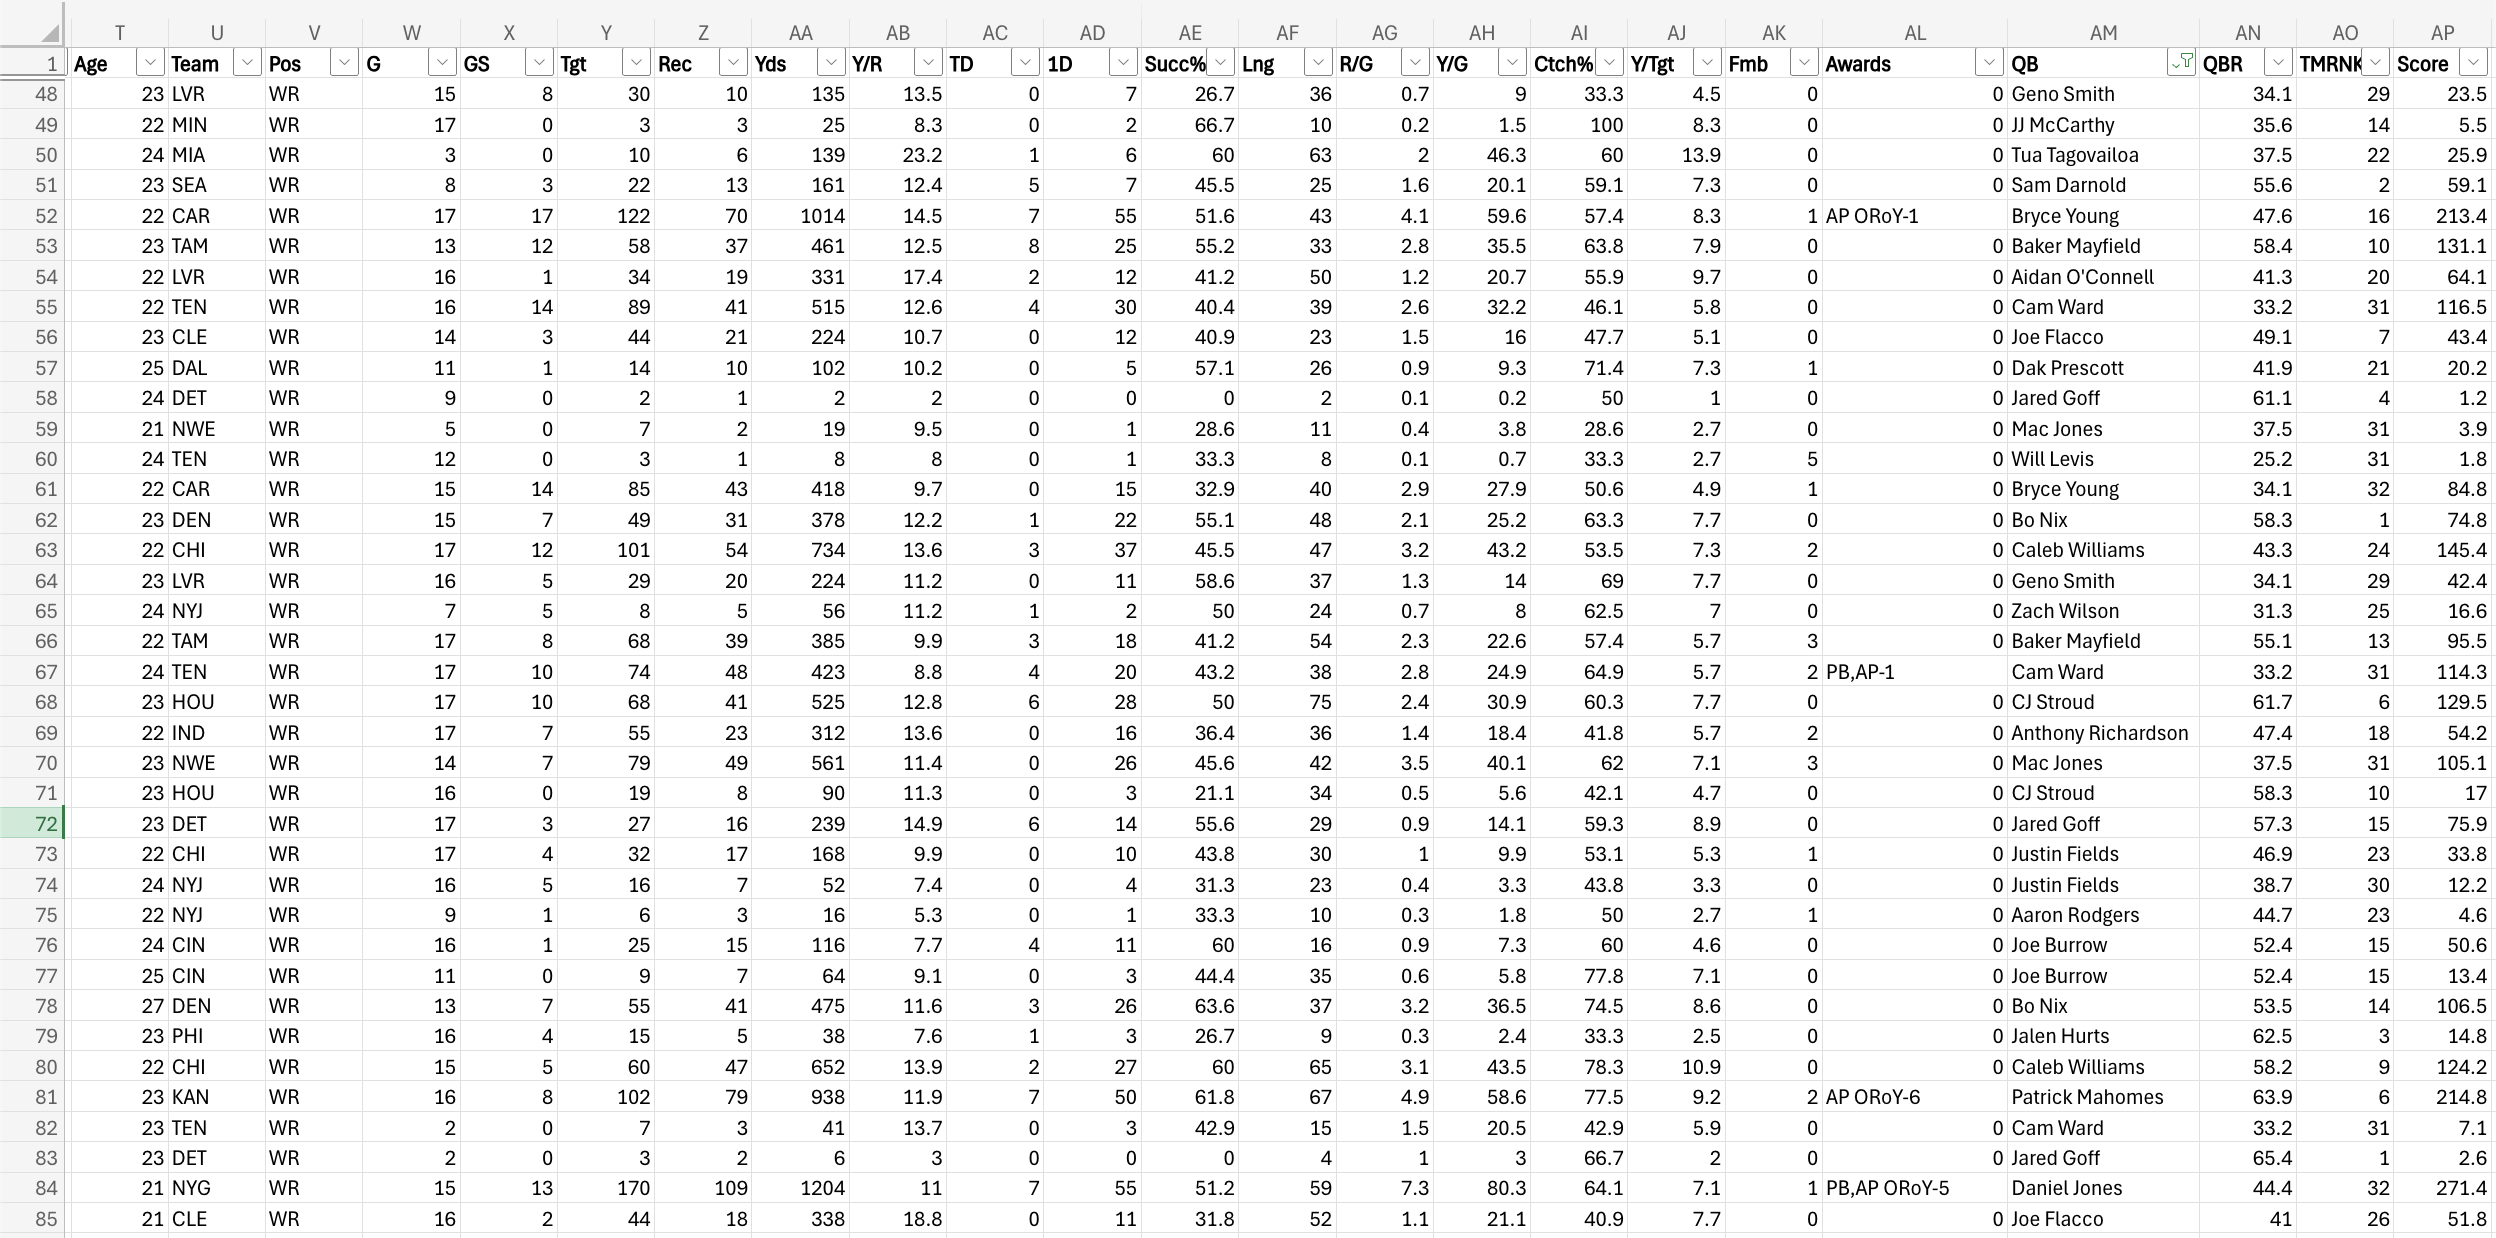 T U V W X Y Z AA AB AC AD AE AF AG AH AI AJ AK AL AM AN AO AP
1 Age Team Pos G GS Tgt Rec Yds Y/R TD 1D Succ% Lng R/G Y/G Ctch% Y/Tgt Fmb Awards QB QBR TMRNK Score
48 23 LVR WR 15 8 30 10 135 13.5 0 7 26.7 36 0.7 9 33.3 4.5 0 0 Geno Smith 34.1 29 23.5
49 22 MIN WR 17 0 3 3 25 8.3 0 2 66.7 10 0.2 1.5 100 8.3 0 0 JJ McCarthy 35.6 14 5.5
50 24 MIA WR 3 0 10 6 139 23.2 1 6 60 63 2 46.3 60 13.9 0 0 Tua Tagovailoa 37.5 22 25.9
51 23 SEA WR 8 3 22 13 161 12.4 5 7 45.5 25 1.6 20.1 59.1 7.3 0 0 Sam Darnold 55.6 2 59.1
52 22 CAR WR 17 17 122 70 1014 14.5 7 55 51.6 43 4.1 59.6 57.4 8.3 1 AP ORoY-1 Bryce Young 47.6 16 213.4
53 23 TAM WR 13 12 58 37 461 12.5 8 25 55.2 33 2.8 35.5 63.8 7.9 0 0 Baker Mayfield 58.4 10 131.1
54 22 LVR WR 16 1 34 19 331 17.4 2 12 41.2 50 1.2 20.7 55.9 9.7 0 0 Aidan O'Connell 41.3 20 64.1
55 22 TEN WR 16 14 89 41 515 12.6 4 30 40.4 39 2.6 32.2 46.1 5.8 0 0 Cam Ward 33.2 31 116.5
56 23 CLE WR 14 3 44 21 224 10.7 0 12 40.9 23 1.5 16 47.7 5.1 0 0 Joe Flacco 49.1 7 43.4
57 25 DAL WR 11 1 14 10 102 10.2 0 5 57.1 26 0.9 9.3 71.4 7.3 1 0 Dak Prescott 41.9 21 20.2
58 24 DET WR 9 0 2 1 2 2 0 0 0 2 0.1 0.2 50 1 0 0 Jared Goff 61.1 4 1.2
59 21 NWE WR 5 0 7 2 19 9.5 0 1 28.6 11 0.4 3.8 28.6 2.7 0 0 Mac Jones 37.5 31 3.9
60 24 TEN WR 12 0 3 1 8 8 0 1 33.3 8 0.1 0.7 33.3 2.7 5 0 Will Levis 25.2 31 1.8
61 22 CAR WR 15 14 85 43 418 9.7 0 15 32.9 40 2.9 27.9 50.6 4.9 1 0 Bryce Young 34.1 32 84.8
62 23 DEN WR 15 7 49 31 378 12.2 1 22 55.1 48 2.1 25.2 63.3 7.7 0 0 Bo Nix 58.3 1 74.8
63 22 CHI WR 17 12 101 54 734 13.6 3 37 45.5 47 3.2 43.2 53.5 7.3 2 0 Caleb Williams 43.3 24 145.4
64 23 LVR WR 16 5 29 20 224 11.2 0 11 58.6 37 1.3 14 69 7.7 0 0 Geno Smith 34.1 29 42.4
65 24 NYJ WR 7 5 8 5 56 11.2 1 2 50 24 0.7 8 62.5 7 0 0 Zach Wilson 31.3 25 16.6
66 22 TAM WR 17 8 68 39 385 9.9 3 18 41.2 54 2.3 22.6 57.4 5.7 3 0 Baker Mayfield 55.1 13 95.5
67 24 TEN WR 17 10 74 48 423 8.8 4 20 43.2 38 2.8 24.9 64.9 5.7 2 PB,AP-1 Cam Ward 33.2 31 114.3
68 23 HOU WR 17 10 68 41 525 12.8 6 28 50 75 2.4 30.9 60.3 7.7 0 0 CJ Stroud 61.7 6 129.5
69 22 IND WR 17 7 55 23 312 13.6 0 16 36.4 36 1.4 18.4 41.8 5.7 2 0 Anthony Richardson 47.4 18 54.2
70 23 NWE WR 14 7 79 49 561 11.4 0 26 45.6 42 3.5 40.1 62 7.1 3 0 Mac Jones 37.5 31 105.1
71 23 HOU WR 16 0 19 8 90 11.3 0 3 21.1 34 0.5 5.6 42.1 4.7 0 0 CJ Stroud 58.3 10 17
72 23 DET WR 17 3 27 16 239 14.9 6 14 55.6 29 0.9 14.1 59.3 8.9 0 0 Jared Goff 57.3 15 75.9
73 22 CHI WR 17 4 32 17 168 9.9 0 10 43.8 30 1 9.9 53.1 5.3 1 0 Justin Fields 46.9 23 33.8
74 24 NYJ WR 16 5 16 7 52 7.4 0 4 31.3 23 0.4 3.3 43.8 3.3 0 0 Justin Fields 38.7 30 12.2
75 22 NYJ WR 9 1 6 3 16 5.3 0 1 33.3 10 0.3 1.8 50 2.7 1 0 Aaron Rodgers 44.7 23 4.6
76 24 CIN WR 16 1 25 15 116 7.7 4 11 60 16 0.9 7.3 60 4.6 0 0 Joe Burrow 52.4 15 50.6
77 25 CIN WR 11 0 9 7 64 9.1 0 3 44.4 35 0.6 5.8 77.8 7.1 0 0 Joe Burrow 52.4 15 13.4
78 27 DEN WR 13 7 55 41 475 11.6 3 26 63.6 37 3.2 36.5 74.5 8.6 0 0 Bo Nix 53.5 14 106.5
79 23 PHI WR 16 4 15 5 38 7.6 1 3 26.7 9 0.3 2.4 33.3 2.5 0 0 Jalen Hurts 62.5 3 14.8
80 22 CHI WR 15 5 60 47 652 13.9 2 27 60 65 3.1 43.5 78.3 10.9 0 0 Caleb Williams 58.2 9 124.2
81 23 KAN WR 16 8 102 79 938 11.9 7 50 61.8 67 4.9 58.6 77.5 9.2 2 AP ORoY-6 Patrick Mahomes 63.9 6 214.8
82 23 TEN WR 2 0 7 3 41 13.7 0 3 42.9 15 1.5 20.5 42.9 5.9 0 0 Cam Ward 33.2 31 7.1
83 23 DET WR 2 0 3 2 6 3 0 0 0 4 1 3 66.7 2 0 0 Jared Goff 65.4 1 2.6
84 21 NYG WR 15 13 170 109 1204 11 7 55 51.2 59 7.3 80.3 64.1 7.1 1 PB,AP ORoY-5 Daniel Jones 44.4 32 271.4
85 21 CLE WR 16 2 44 18 338 18.8 0 11 31.8 52 1.1 21.1 40.9 7.7 0 0 Joe Flacco 41 26 51.8